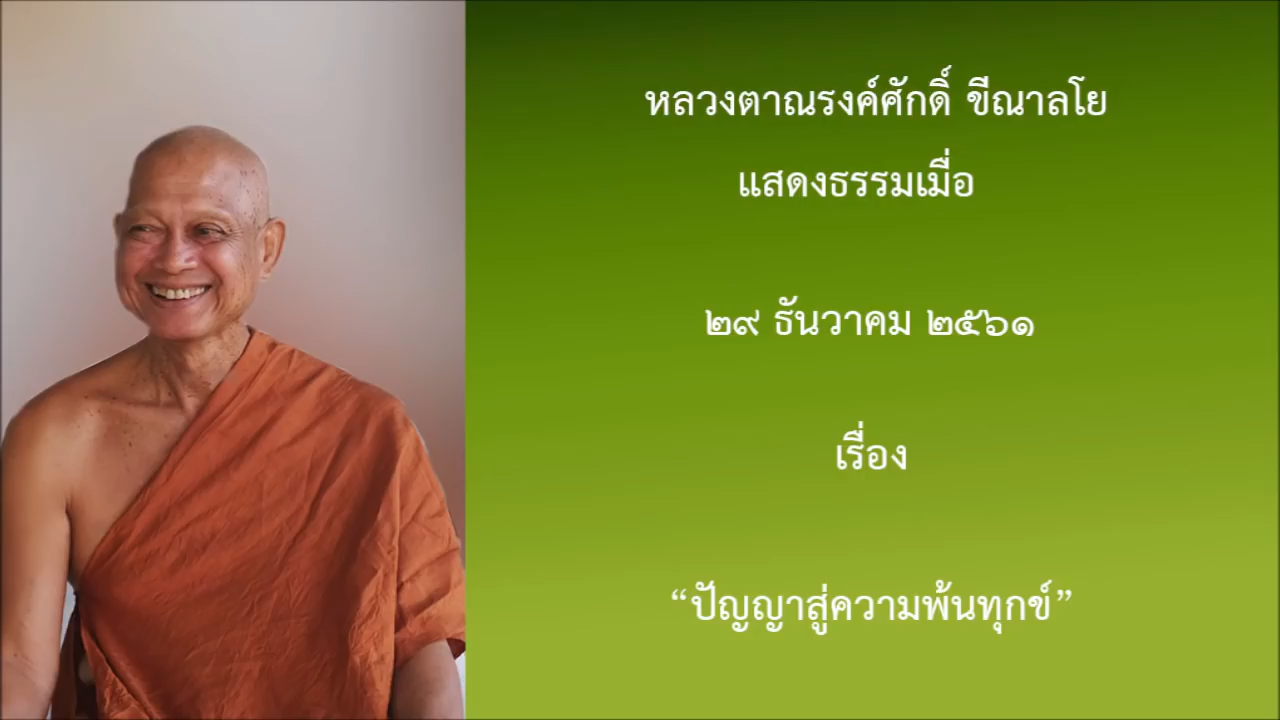 หลวงตาณรงค์ศักดิ์ ขีณาลโย
แสดงธรรมเมื่อ
๒๙ ธันวาคม ๒๕๖๑
เรื่อง
“ปัญญาสู่ความพ้นทุกข์”